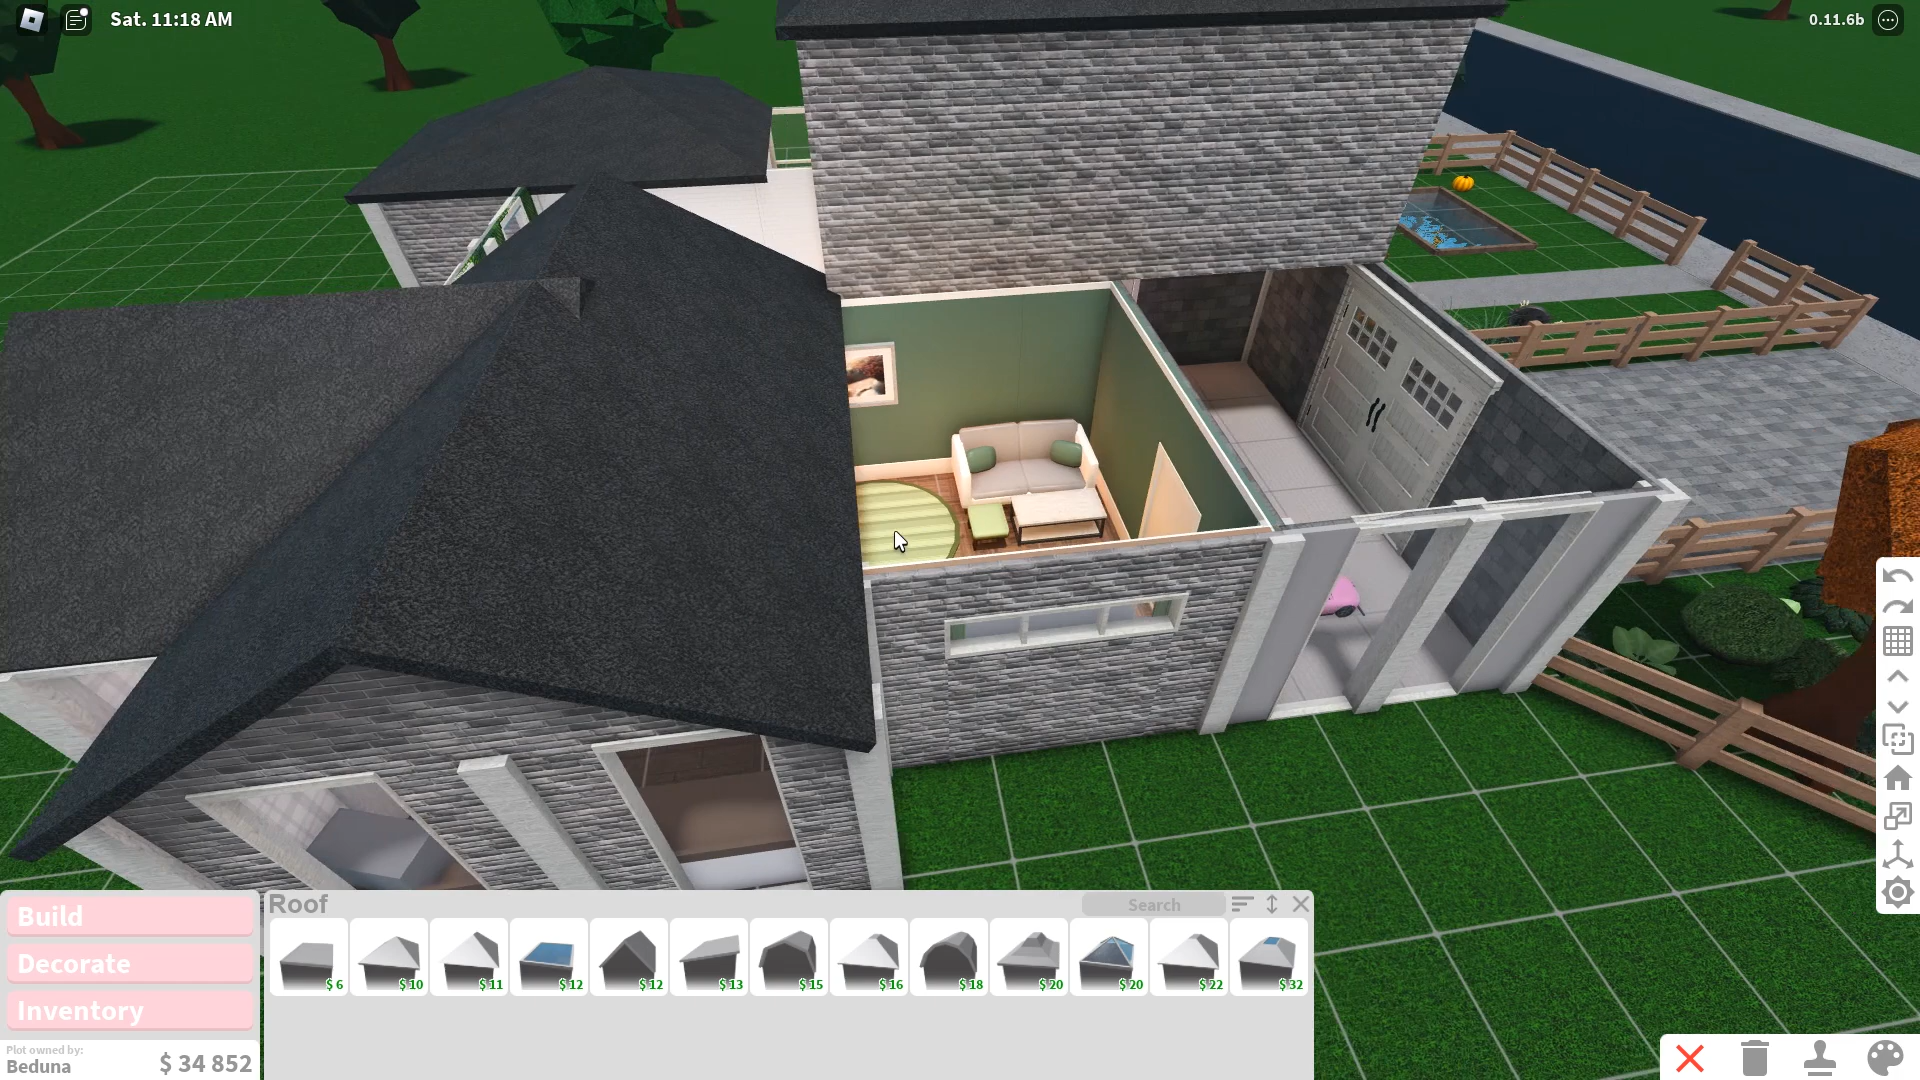 Sat. 11:18 AM
0.11.6b
Build
Decorate
Inventory
Plot owned by:
Beduna
$ 34 852
Roof
Search
$ 6
$ 10
$ 11
$ 12
$ 12
$ 13
$ 15
$ 16
$ 18
$ 20
$ 20
$ 22
$ 32